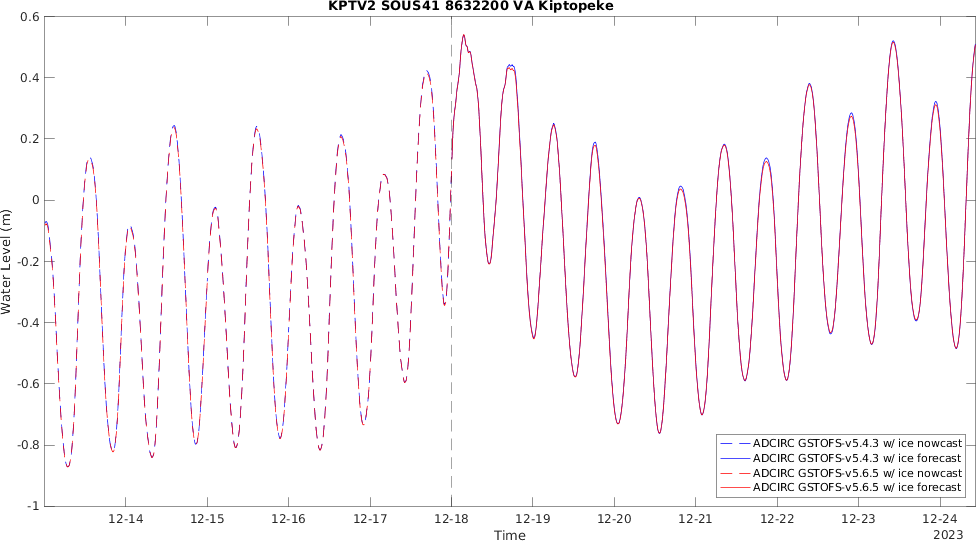 KPTV2 SOUS41 8632200 VA Kiptopeke
0.6
0.4
0.2
0
-0.2
-0.4
-0.6
-0.8
-1
Water Level (m)
12-14 12-15 12-16 12-17 12-18 12-19 12-20 12-21 12-22 12-23 12-24
Time
2023
ADCIRC GSTOFS-v5.4.3 w/ ice nowcast
ADCIRC GSTOFS-v5.4.3 w/ ice forecast
ADCIRC GSTOFS-v5.6.5 w/ ice nowcast
ADCIRC GSTOFS-v5.6.5 w/ ice forecast